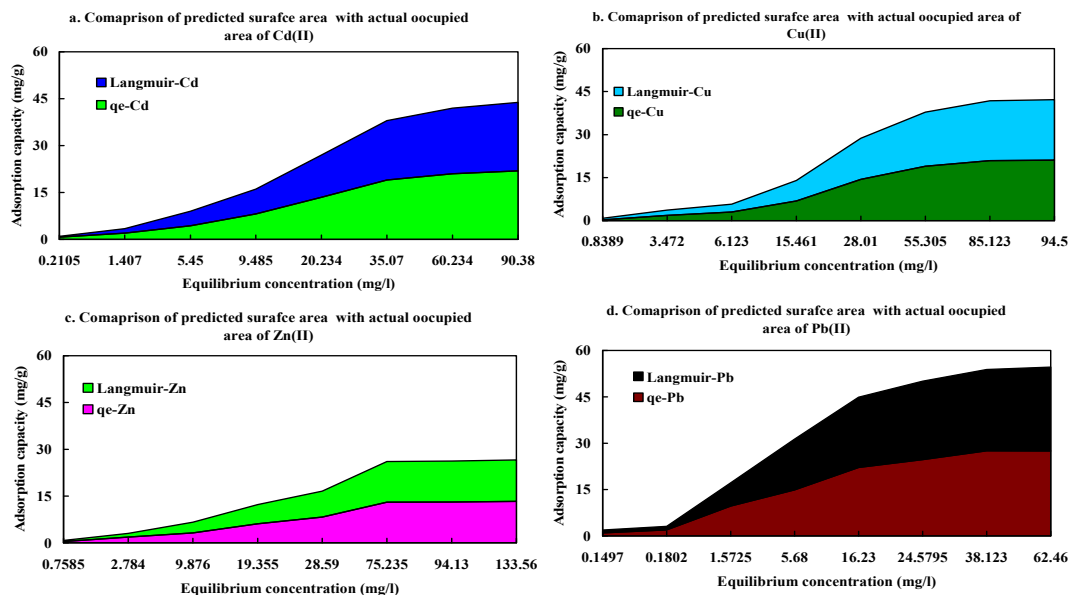 a. Comaprison of predicted surafce area with actual oocupied
area of Cd(II)
60
45
30
15
0
Adsorption capacity (mg/g)
Langmuir-Cd
qe-Cd
0.2105 1.407 5.45 9.485 20.234 35.07 60.234 90.38
Equilibrium concentration (mg/l)
b. Comaprison of predicted surafce area with actual oocupied area of
Cu(II)
60
45
30
15
0
Adsorption capacity (mg/g)
Langmuir-Cu
qe-Cu
0.8389 3.472 6.123 15.461 28.01 55.305 85.123 94.5
Equilibrium concentration (mg/l)
c. Comaprison of predicted surafce area with actual oocupied
area of Zn(II)
60
45
30
15
0
Adsorption capacity (mg/g)
Langmuir-Zn
qe-Zn
0.7585 2.784 9.876 19.355 28.59 75.235 94.13 133.56
Equilibrium concentration (mg/l)
d. Comaprison of predicted surafce area with actual oocupied
area of Pb(II)
60
45
30
15
0
Adsorption capacity (mg/g)
Langmuir-Pb
qe-Pb
0.1497 0.1802 1.5725 5.68 16.23 24.5795 38.123 62.46
Equilibrium concentration (mg/l)